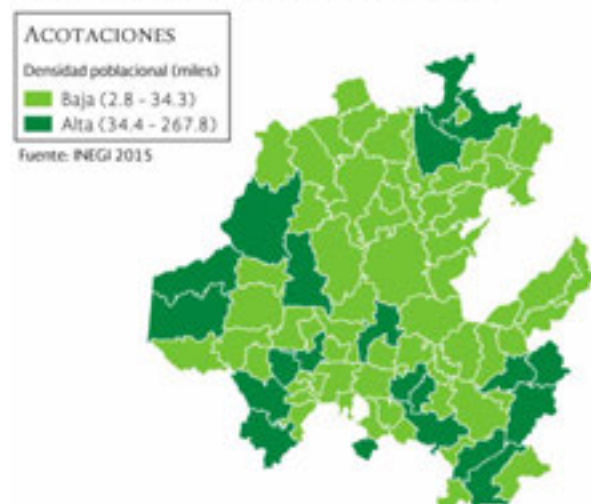 ACOTACIONES
Densidad poblacional (miles)
Baja (2.8 - 34.3)
Alta (34.4 - 267.8)
Fuente: INEGI 2015